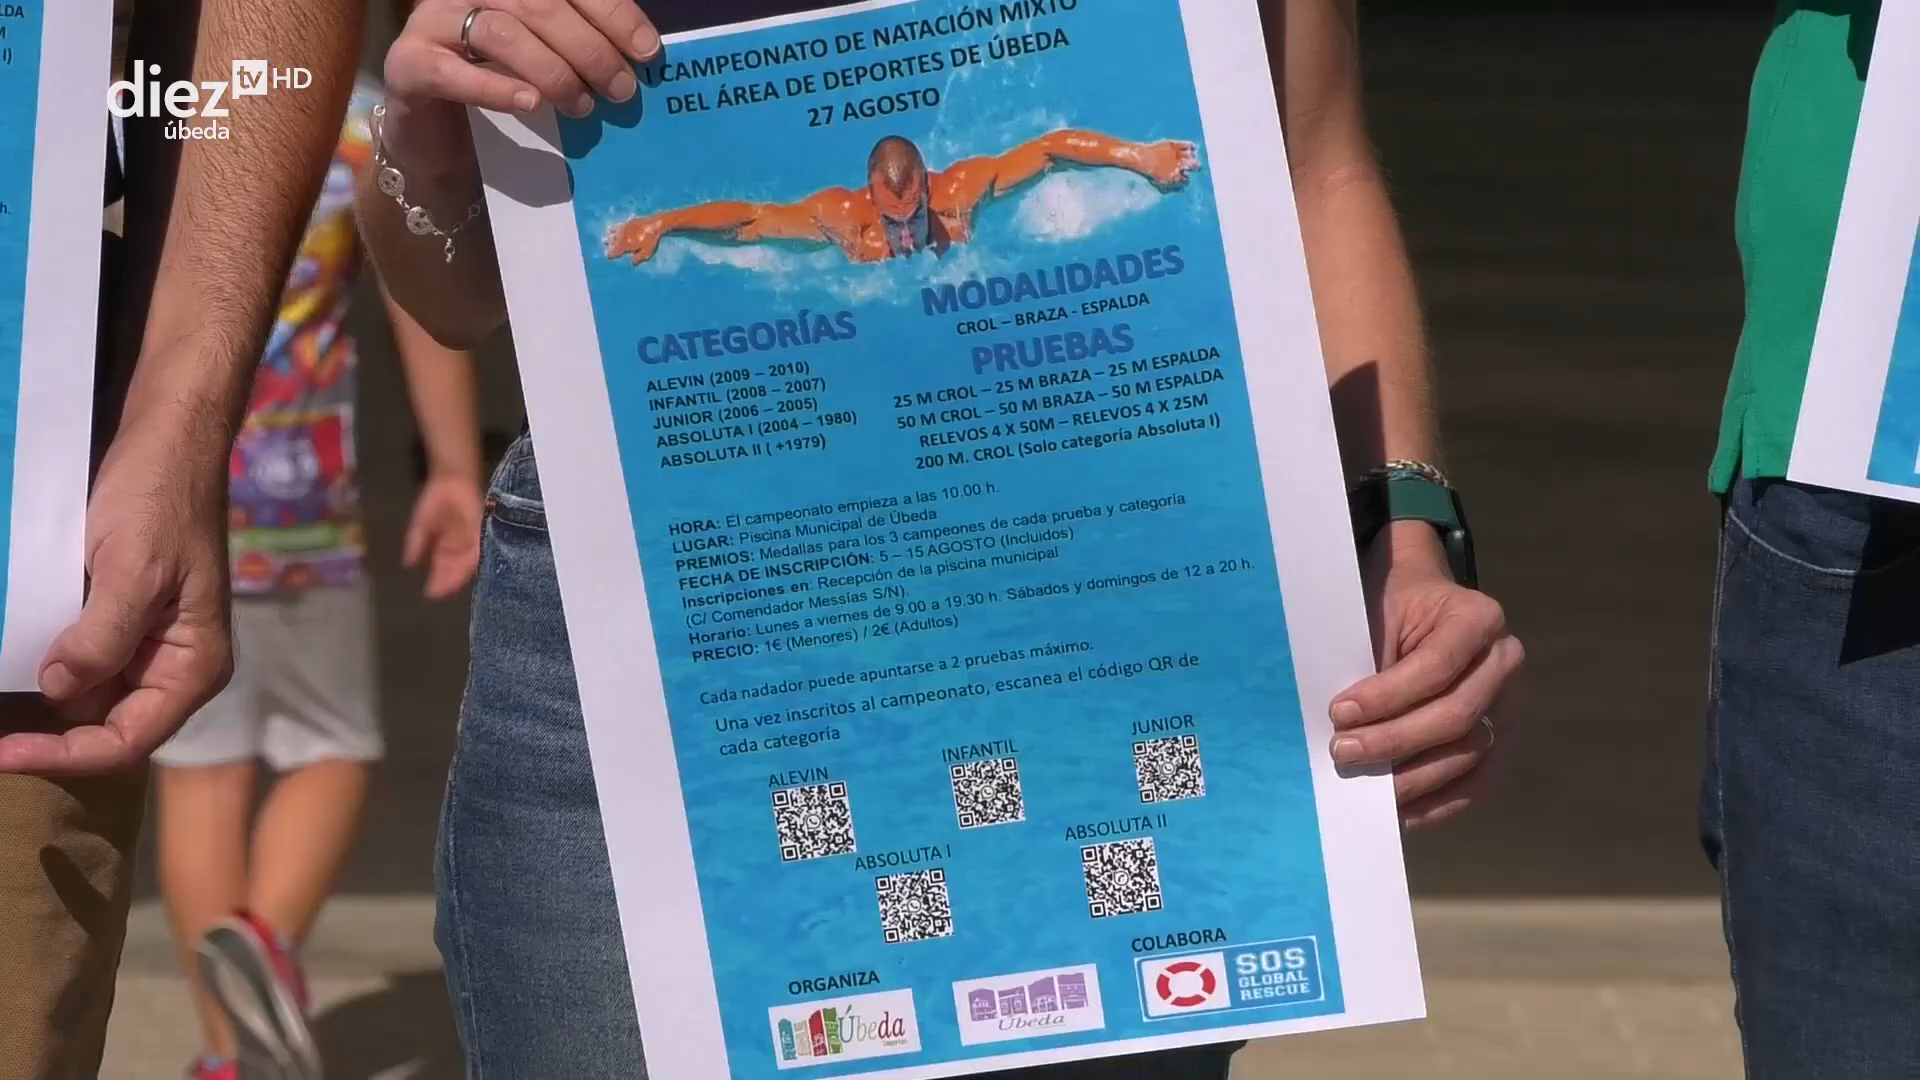 diez tv HD
úbeda
I CAMPEONATO DE NATACIÓN MIXTO
DEL ÁREA DE DEPORTES DE ÚBEDA
27 AGOSTO
CATEGORÍAS
ALEVIN (2009 – 2010)
INFANTIL (2008 – 2007)
JUNIOR (2006 – 2005)
ABSOLUTA I (2004 – 1980)
ABSOLUTA II ( +1979)
MODALIDADES
CROL – BRAZA - ESPALDA
PRUEBAS
25 M CROL – 25 M BRAZA – 25 M ESPALDA
50 M CROL – 50 M BRAZA – 50 M ESPALDA
RELEVOS 4 X 50M – RELEVOS 4 X 25M
200 M. CROL (Solo categoría Absoluta I)
HORA: El campeonato empieza a las 10.00 h.
LUGAR: Piscina Municipal de Úbeda
PREMIOS: Medallas para los 3 campeones de cada prueba y categoría
FECHA DE INSCRIPCIÓN: 5 – 15 AGOSTO (Incluidos)
Inscripciones en: Recepción de la piscina municipal
(C/ Comendador Messías S/N).
Horario: Lunes a viernes de 9.00 a 19.30 h. Sábados y domingos de 12 a 20 h.
PRECIO: 1€ (Menores) / 2€ (Adultos)
Cada nadador puede apuntarse a 2 pruebas máximo.
Una vez inscritos al campeonato, escanea el código QR de
cada categoría
ALEVIN
INFANTIL
JUNIOR
ABSOLUTA I
ABSOLUTA II
ORGANIZA
COLABORA
Úbeda
Úbeda
SOS
GLOBAL
RESCUE
LDA
M
I)
h.